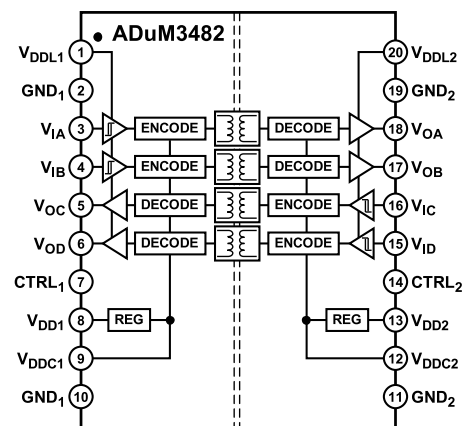 ADuM3482
VDDL1 1 20 VDDL2
GND1 2 19 GND2
VIA 3 ENCODE DECODE 18 VOA
VIB 4 ENCODE DECODE 17 VOB
VOC 5 DECODE ENCODE 16 VIC
VOD 6 DECODE ENCODE 15 VID
CTRL1 7 14 CTRL2
VDD1 8 REG REG 13 VDD2
VDDC1 9 12 VDDC2
GND1 10 11 GND2